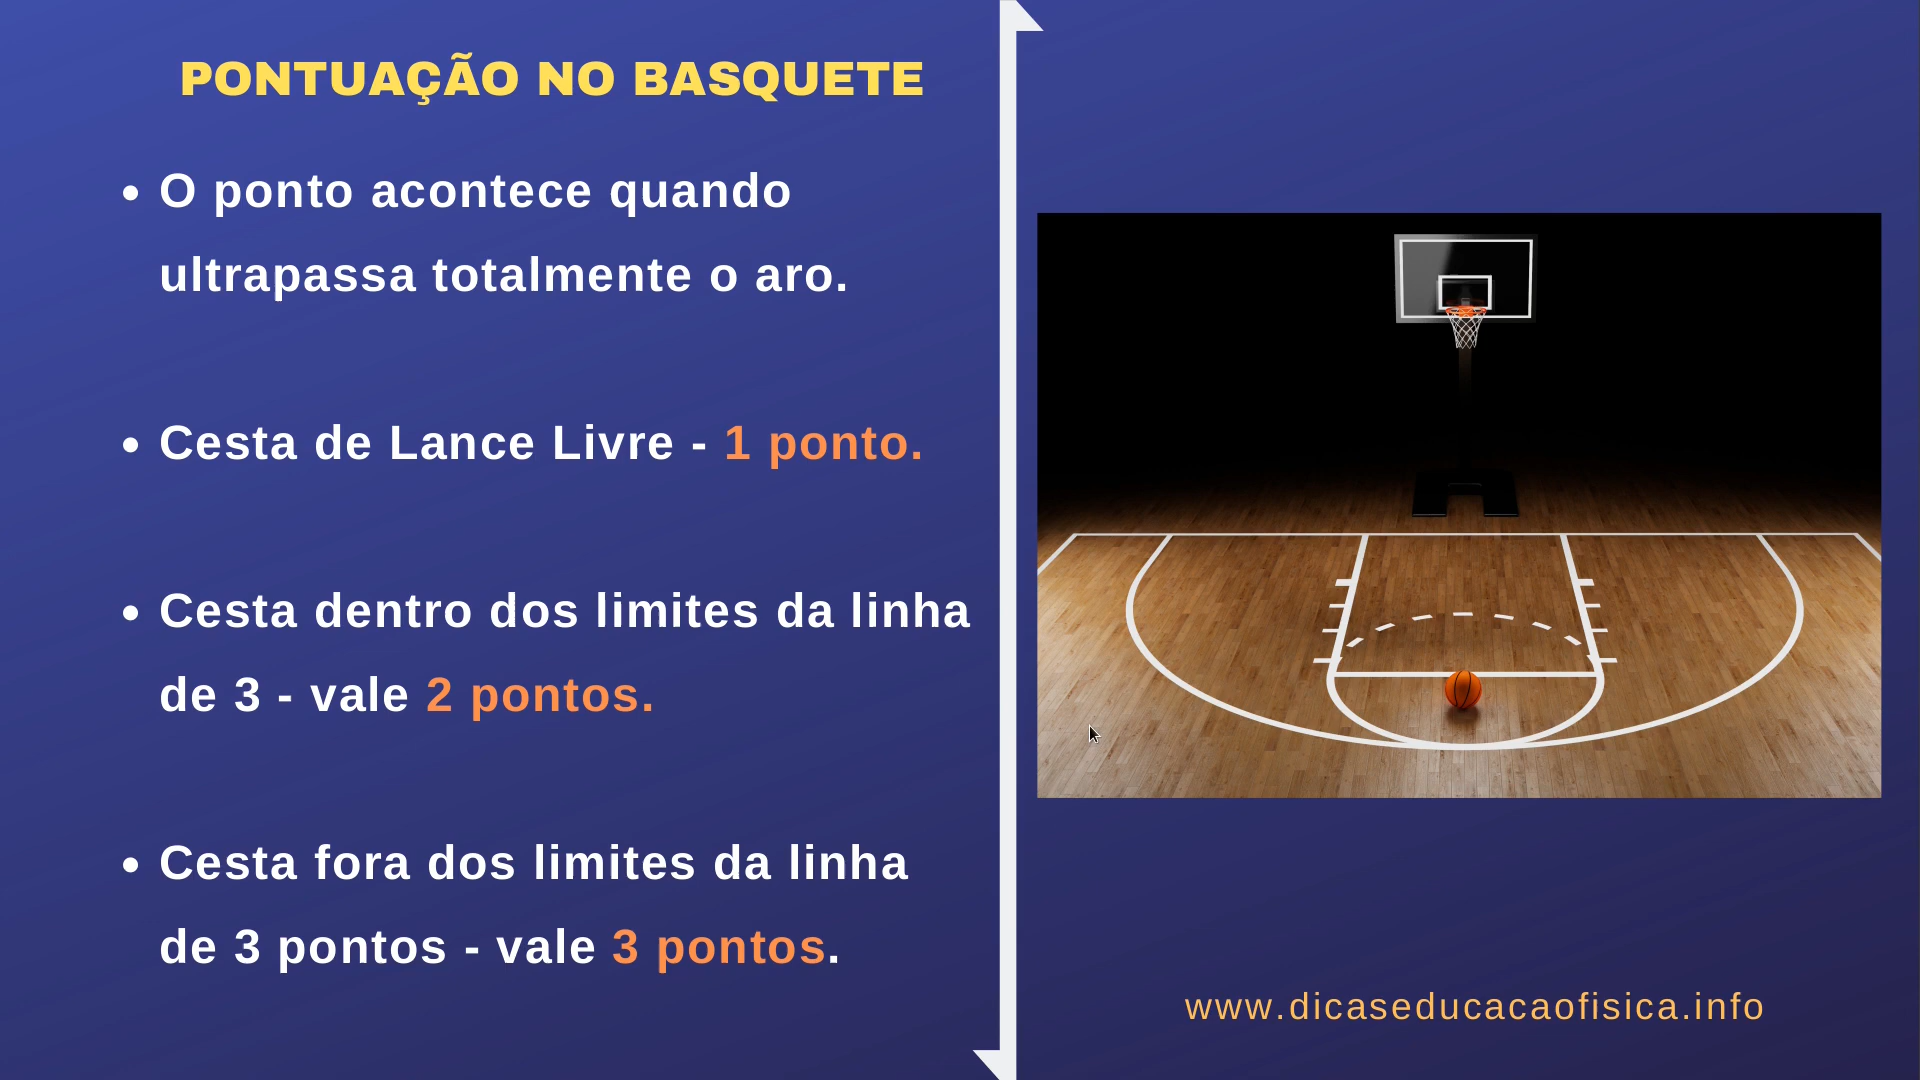 PONTUAÇÃO NO BASQUETE
• O ponto acontece quando
ultrapassa totalmente o aro.
• Cesta de Lance Livre - 1 ponto.
• Cesta dentro dos limites da linha
de 3 - vale 2 pontos.
• Cesta fora dos limites da linha
de 3 pontos - vale 3 pontos.
www.dicaseducacaofisica.info